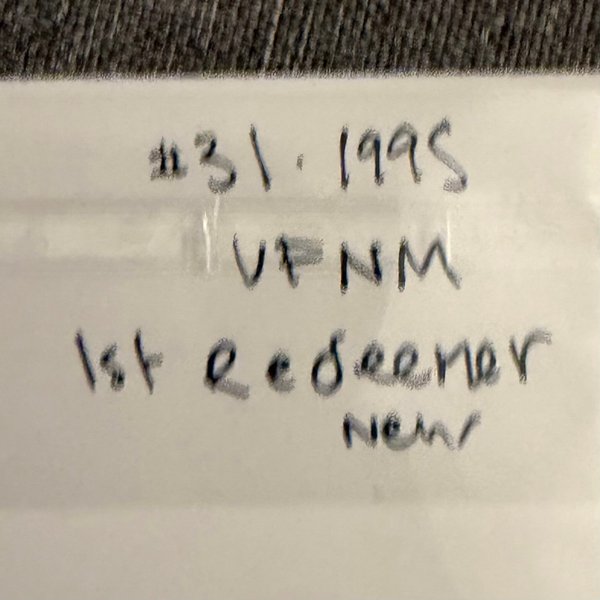 #31 · 1995
VFNM
1st Redeemer
New